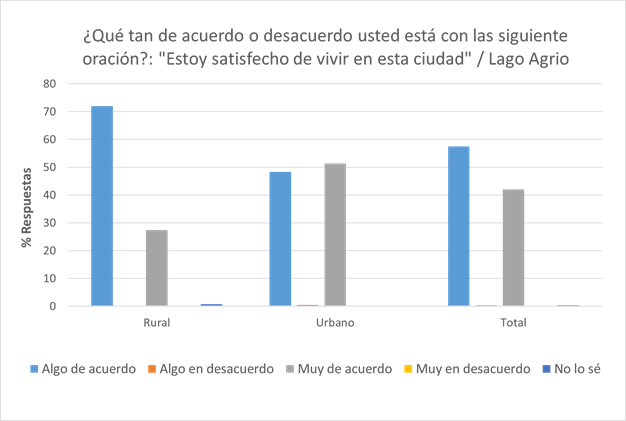 ¿Qué tan de acuerdo o desacuerdo usted está con las siguiente
oración?: "Estoy satisfecho de vivir en esta ciudad" / Lago Agrio
80
70
60
50
40
30
20
10
0
% Respuestas
Rural Urbano Total
Algo de acuerdo Algo en desacuerdo Muy de acuerdo Muy en desacuerdo No lo sé